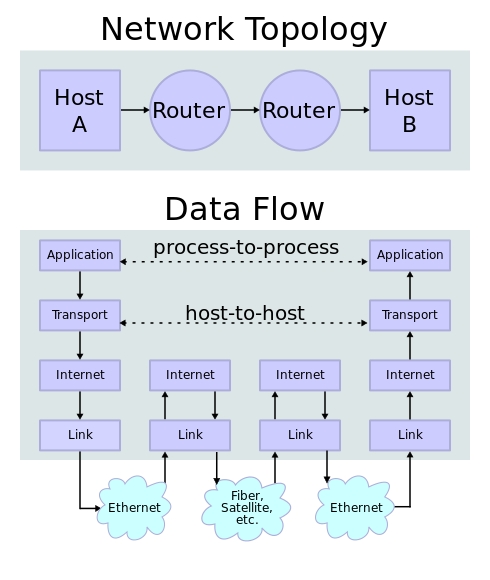 Network Topology
Host
A
Router
Router
Host
B
Data Flow
Application
process-to-process
Application
Transport
host-to-host
Transport
Internet
Internet
Internet
Internet
Link
Link
Link
Link
Ethernet
Fiber,
Satellite,
etc.
Ethernet